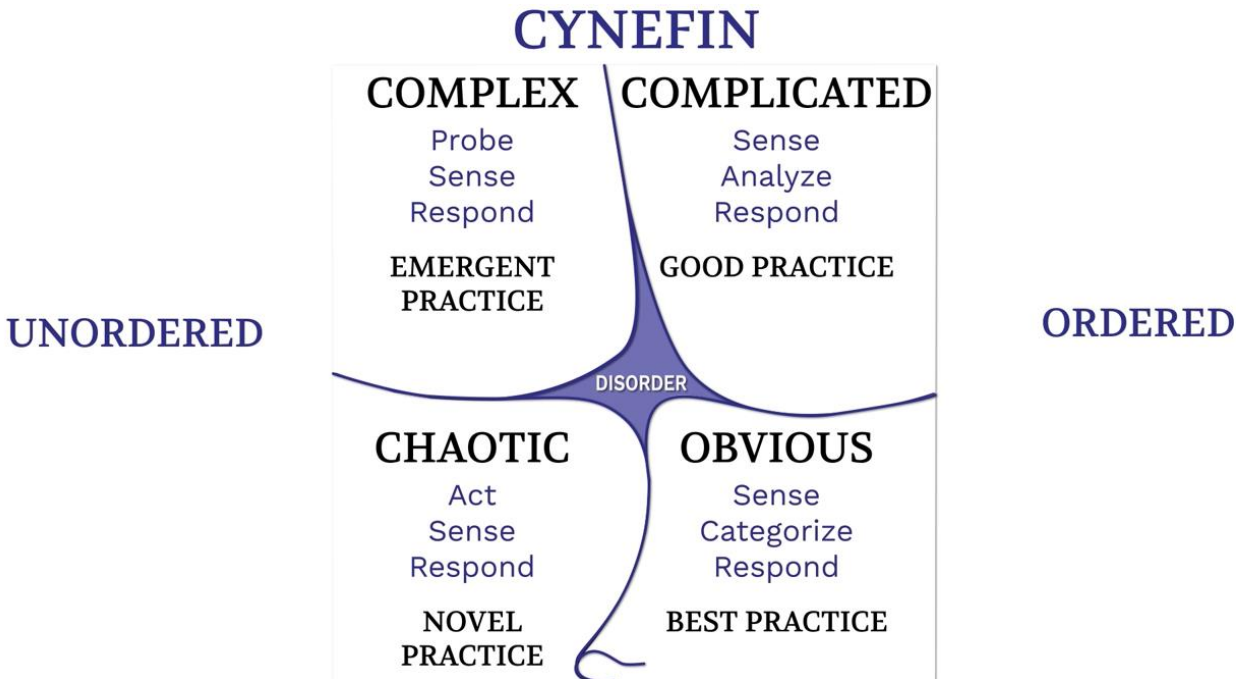 CYNEFIN
COMPLEX
Probe
Sense
Respond
EMERGENT
PRACTICE
COMPLICATED
Sense
Analyze
Respond
GOOD PRACTICE
UNORDERED
ORDERED
DISORDER
CHAOTIC
Act
Sense
Respond
NOVEL
PRACTICE
OBVIOUS
Sense
Categorize
Respond
BEST PRACTICE